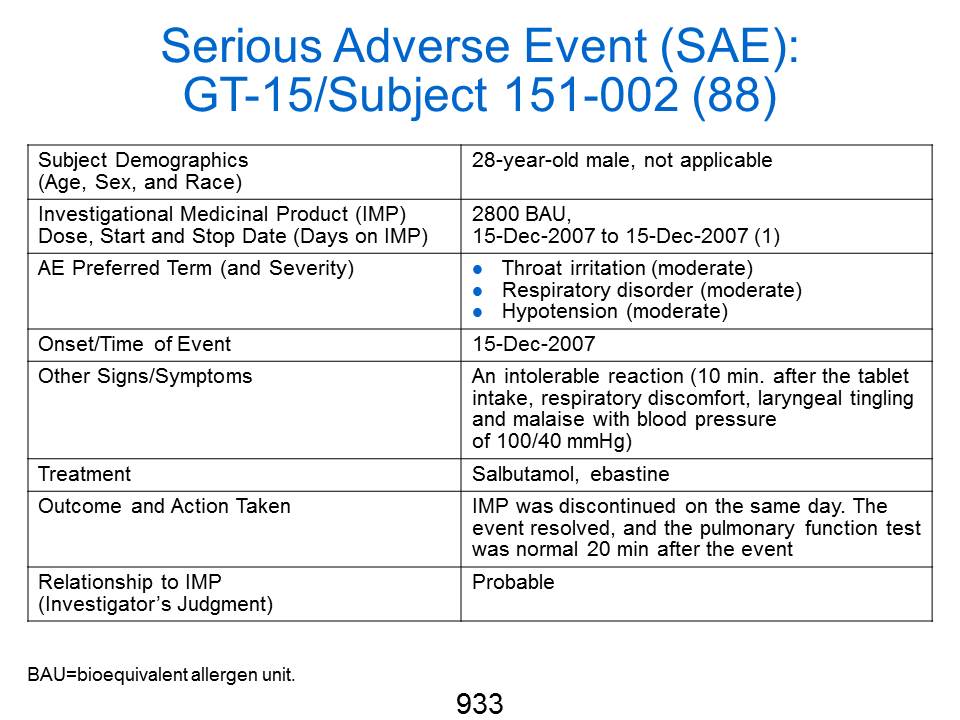 Serious Adverse Event (SAE):
GT-15/Subject 151-002 (88)
Subject Demographics
(Age, Sex, and Race)
28-year-old male, not applicable
Investigational Medicinal Product (IMP)
Dose, Start and Stop Date (Days on IMP)
2800 BAU,
15-Dec-2007 to 15-Dec-2007 (1)
AE Preferred Term (and Severity)
● Throat irritation (moderate)
● Respiratory disorder (moderate)
● Hypotension (moderate)
Onset/Time of Event
15-Dec-2007
Other Signs/Symptoms
An intolerable reaction (10 min. after the tablet
intake, respiratory discomfort, laryngeal tingling
and malaise with blood pressure
of 100/40 mmHg)
Treatment
Salbutamol, ebastine
Outcome and Action Taken
IMP was discontinued on the same day. The
event resolved, and the pulmonary function test
was normal 20 min after the event
Relationship to IMP
(Investigator’s Judgment)
Probable
BAU=bioequivalent allergen unit.
933